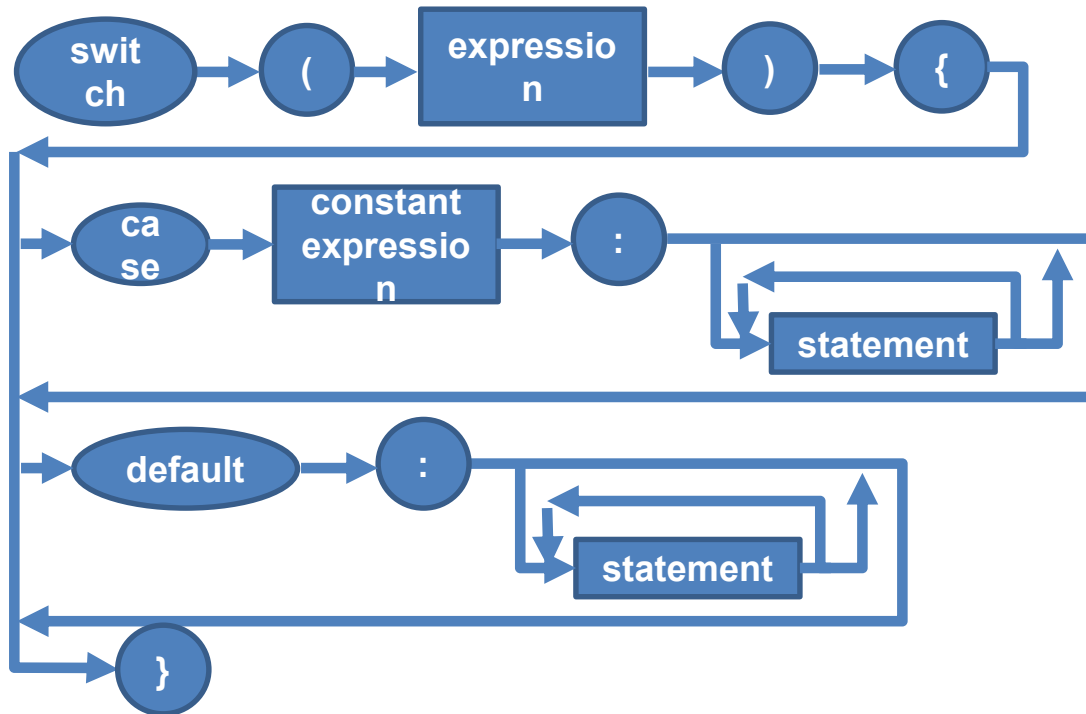 swit
ch
(
expressio
n
)
{
ca
se
constant
expressio
n
:
statement
default
:
statement
}